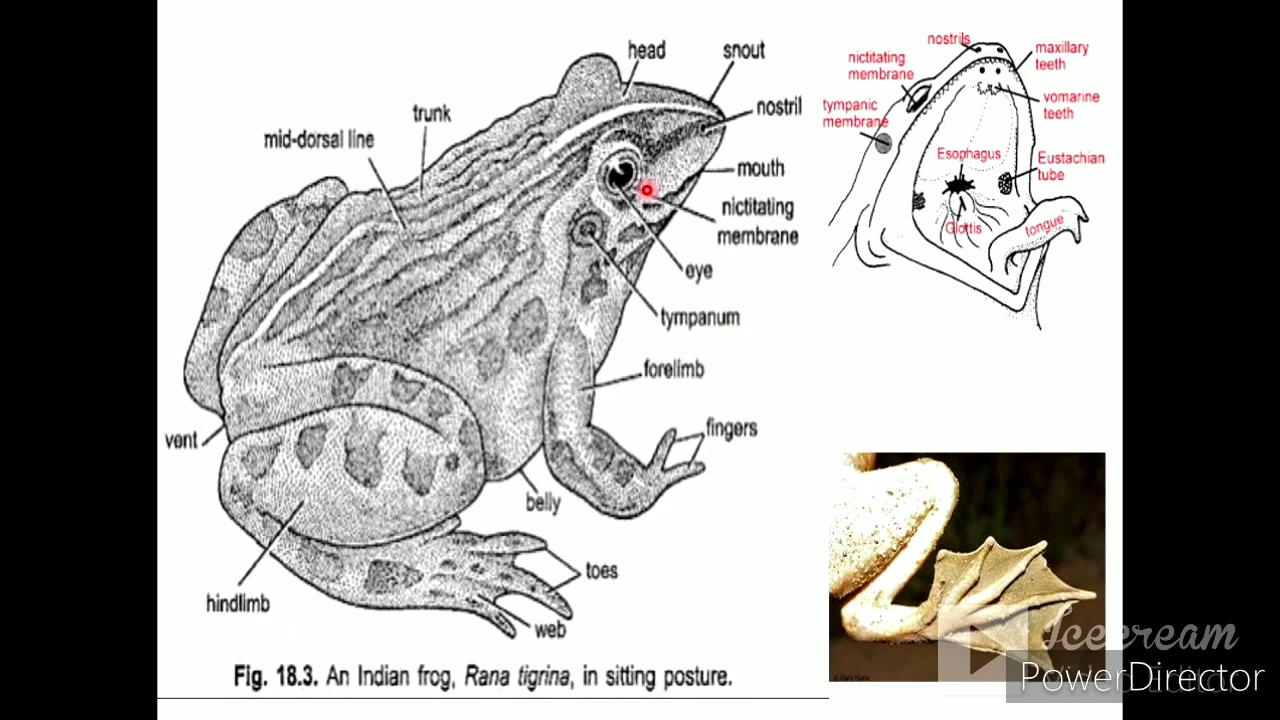 head
snout
nostril
trunk
mid-dorsal line
mouth
nictitating
membrane
eye
tympanum
forelimb
fingers
vent
belly
toes
hindlimb
web
Fig. 18.3. An Indian frog, Rana tigrina, in sitting posture.
nostrils
maxillary
teeth
nictitating
membrane
vomarine
teeth
tympanic
membrane
Esophagus
Eustachian
tube
Glottis
tongue
Icecream
PowerDirector